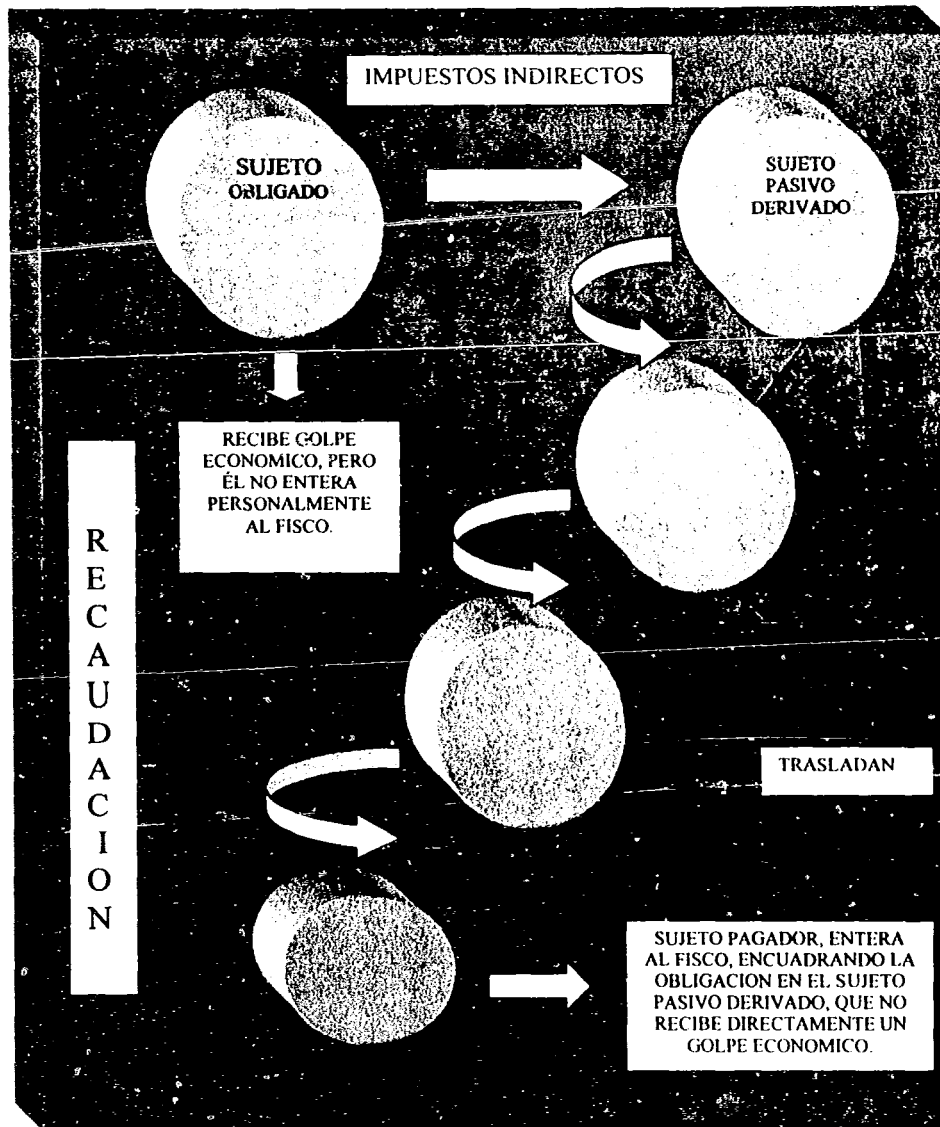 IMPUESTOS INDIRECTOS
SUJETO
OBLIGADO
SUJETO
PASIVO
DERIVADO
RECIBE GOLPE
ECONOMICO, PERO
ÉL NO ENTERA
PERSONALMENTE
AL FISCO.
RECAUDACION
TRASLADAN
SUJETO PAGADOR, ENTERA
AL FISCO, ENCUADRANDO LA
OBLIGACION EN EL SUJETO
PASIVO DERIVADO, QUE NO
RECIBE DIRECTAMENTE UN
GOLPE ECONOMICO.